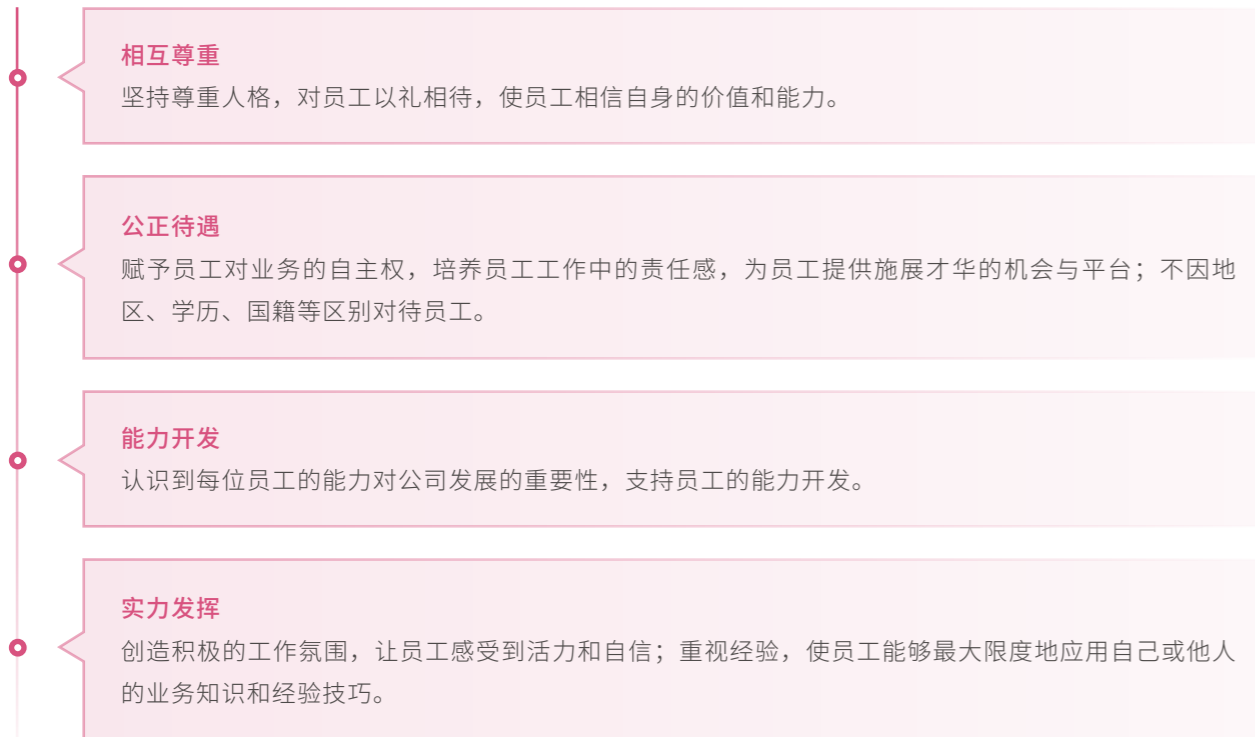 相互尊重
坚持尊重人格，对员工以礼相待，使员工相信自身的价值和能力。
公正待遇
赋予员工对业务的自主权，培养员工工作中的责任感，为员工提供施展才华的机会与平台；不因地
区、学历、国籍等区别对待员工。
能力开发
认识到每位员工的能力对公司发展的重要性，支持员工的能力开发。
实力发挥
创造积极的工作氛围，让员工感受到活力和自信；重视经验，使员工能够最大限度地应用自己或他人
的业务知识和经验技巧。